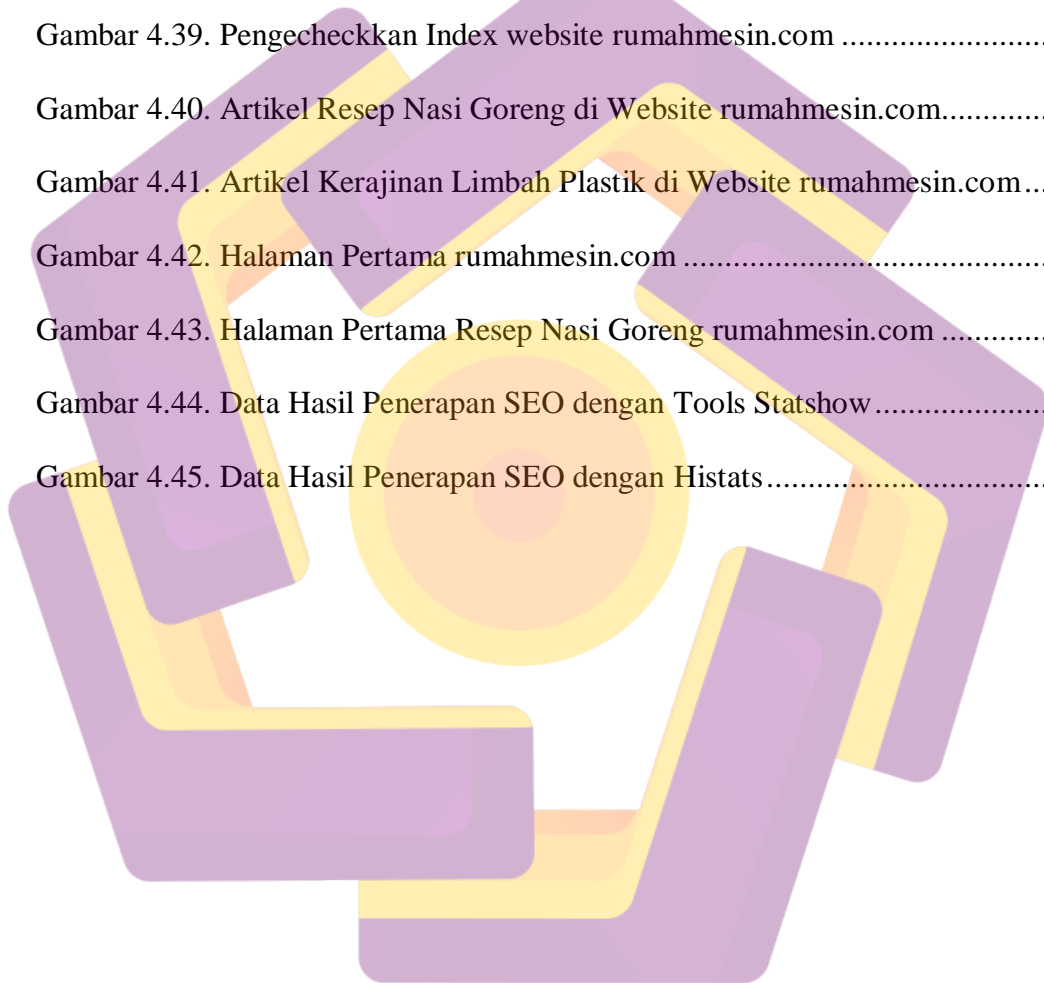 Gambar 4.39. Pengecheckkan Index website rumahmesin.com ........................
Gambar 4.40. Artikel Resep Nasi Goreng di Website rumahmesin.com.............
Gambar 4.41. Artikel Kerajinan Limbah Plastik di Website rumahmesin.com...
Gambar 4.42. Halaman Pertama rumahmesin.com ..........................................
Gambar 4.43. Halaman Pertama Resep Nasi Goreng rumahmesin.com ............
Gambar 4.44. Data Hasil Penerapan SEO dengan Tools Statshow....................
Gambar 4.45. Data Hasil Penerapan SEO dengan Histats.................................